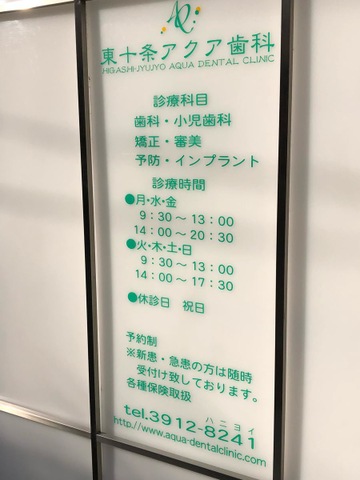 AQ
東十条アクア歯科
HIGASHI-JYUJYO AQUA DENTAL CLINIC
診療科目
歯科・小児歯科
矯正・審美
予防・インプラント
診療時間
●月・水・金
9：30～13：00
14：00～20：30
●火・木・土・日
9：30～13：00
14：00～17：30
●休診日 祝日
予約制
※新患・急患の方は随時
受付け致しております。
各種保険取扱
ハニヨイ
tel.3912-8241
http://www.aqua-dentalclinic.com